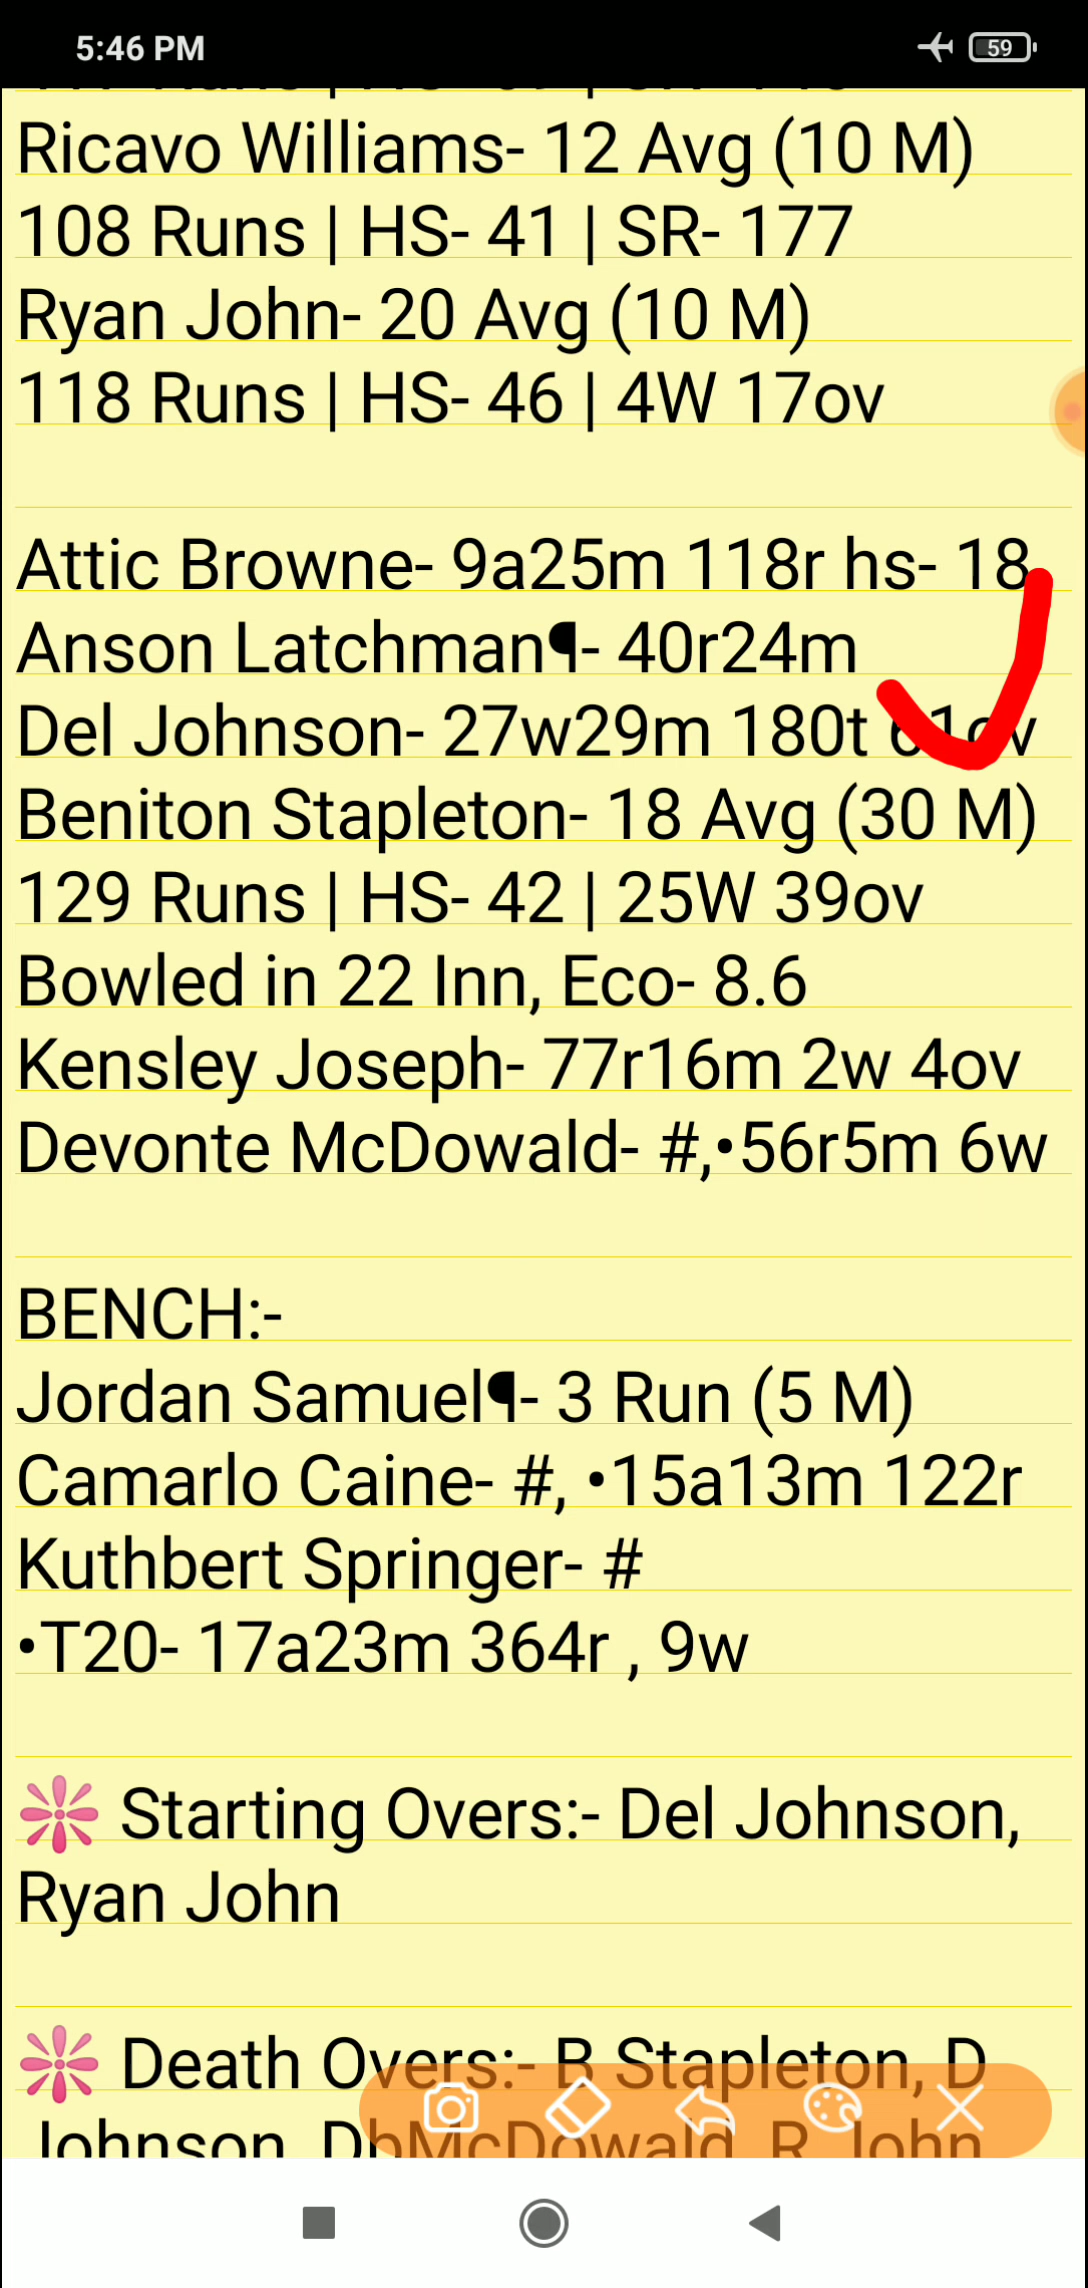 5:46 PM
59
Ricavo Williams- 12 Avg (10 M)
108 Runs | HS- 41 | SR- 177
Ryan John- 20 Avg (10 M)
118 Runs | HS- 46 | 4W 17ov
Attic Browne- 9a25m 118r hs- 18
Anson Latchman¶- 40r24m
Del Johnson- 27w29m 180t 61ov
Beniton Stapleton- 18 Avg (30 M)
129 Runs | HS- 42 | 25W 39ov
Bowled in 22 Inn, Eco- 8.6
Kensley Joseph- 77r16m 2w 4ov
Devonte McDowald- #,•56r5m 6w
BENCH:-
Jordan Samuel¶- 3 Run (5 M)
Camarlo Caine- #, •15a13m 122r
Kuthbert Springer- #
•T20- 17a23m 364r , 9w
Starting Overs:- Del Johnson,
Ryan John
Death Overs:- B Stapleton, D
Johnson, DbMcDowald, R John